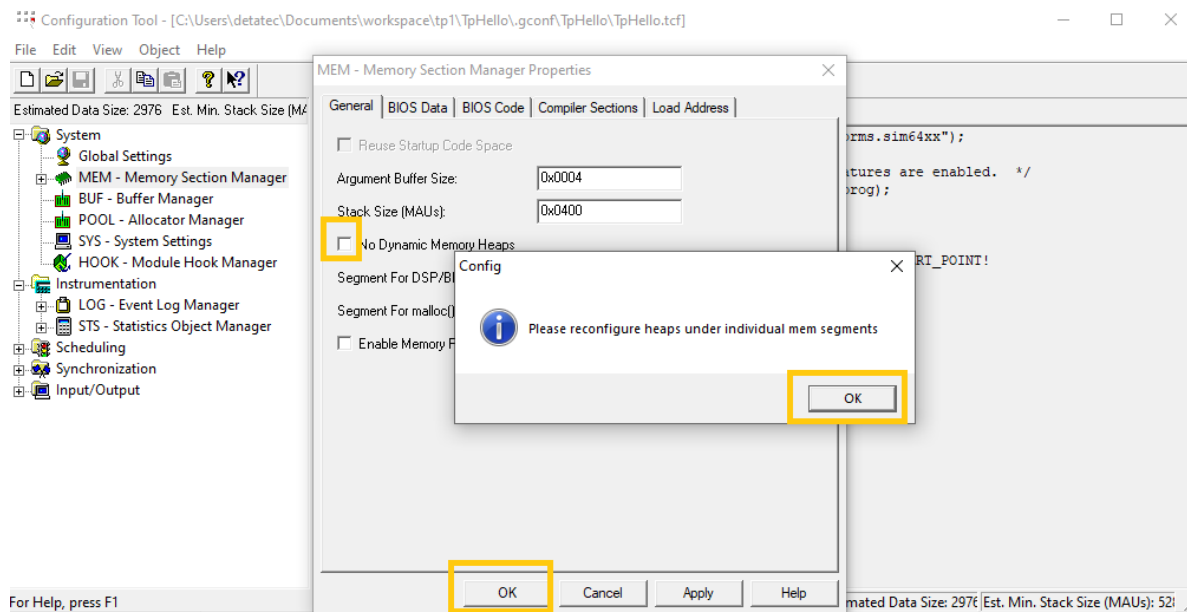 Configuration Tool - [C:\Users\detatec\Documents\workspace\tp1\TpHello\.gconf\TpHello\TpHello.tcf]
File Edit View Object Help
Estimated Data Size: 2976 Est. Min. Stack Size (MA
System
Global Settings
MEM - Memory Section Manager
BUF - Buffer Manager
POOL - Allocator Manager
SYS - System Settings
HOOK - Module Hook Manager
Instrumentation
LOG - Event Log Manager
STS - Statistics Object Manager
Scheduling
Synchronization
Input/Output
MEM - Memory Section Manager Properties
General BIOS Data BIOS Code Compiler Sections Load Address
Reuse Startup Code Space
Argument Buffer Size: 0x0004
Stack Size (MAUs): 0x0400
No Dynamic Memory Heaps
Segment For DSP/BI
Segment For malloc()
Enable Memory F
Config
Please reconfigure heaps under individual mem segments
OK
OK Cancel Apply Help
orms.sim64xx");
atures are enabled. */
prog);
RT_POINT!
For Help, press F1
mated Data Size: 2976 Est. Min. Stack Size (MAUs): 528